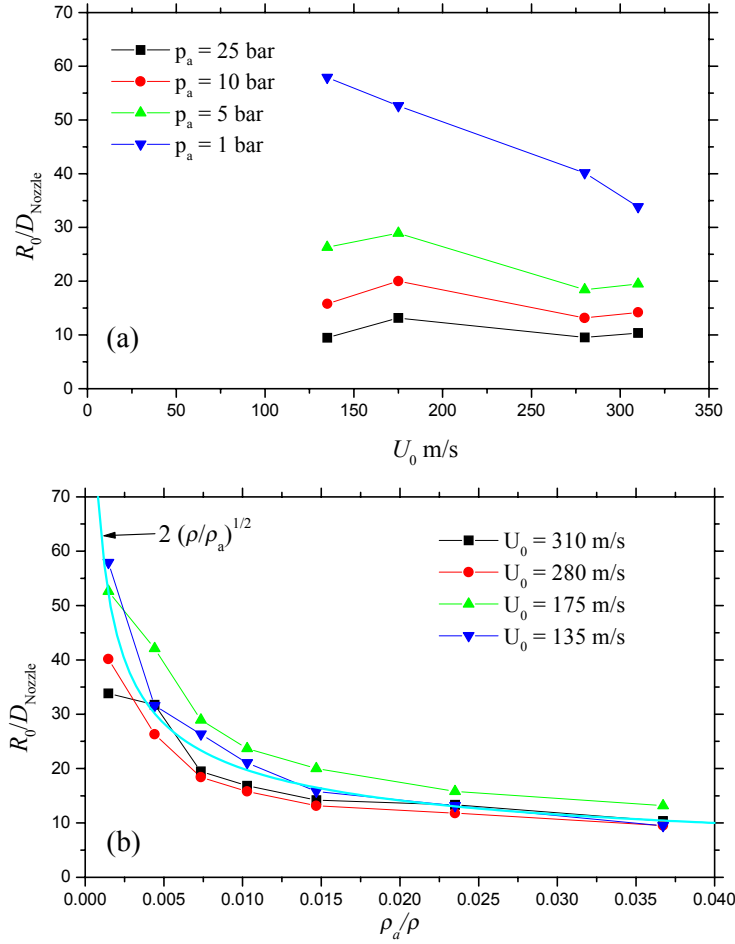 70
60
50
40
30
20
10
0
R₀/D_Nozzle
pₐ = 25 bar
pₐ = 10 bar
pₐ = 5 bar
pₐ = 1 bar
(a)
0 50 100 150 200 250 300 350
U₀ m/s
70
60
50
40
30
20
10
0
R₀/D_Nozzle
2 (ρ/ρₐ)^1/2
U₀ = 310 m/s
U₀ = 280 m/s
U₀ = 175 m/s
U₀ = 135 m/s
(b)
0.000 0.005 0.010 0.015 0.020 0.025 0.030 0.035 0.040
ρₐ/ρ